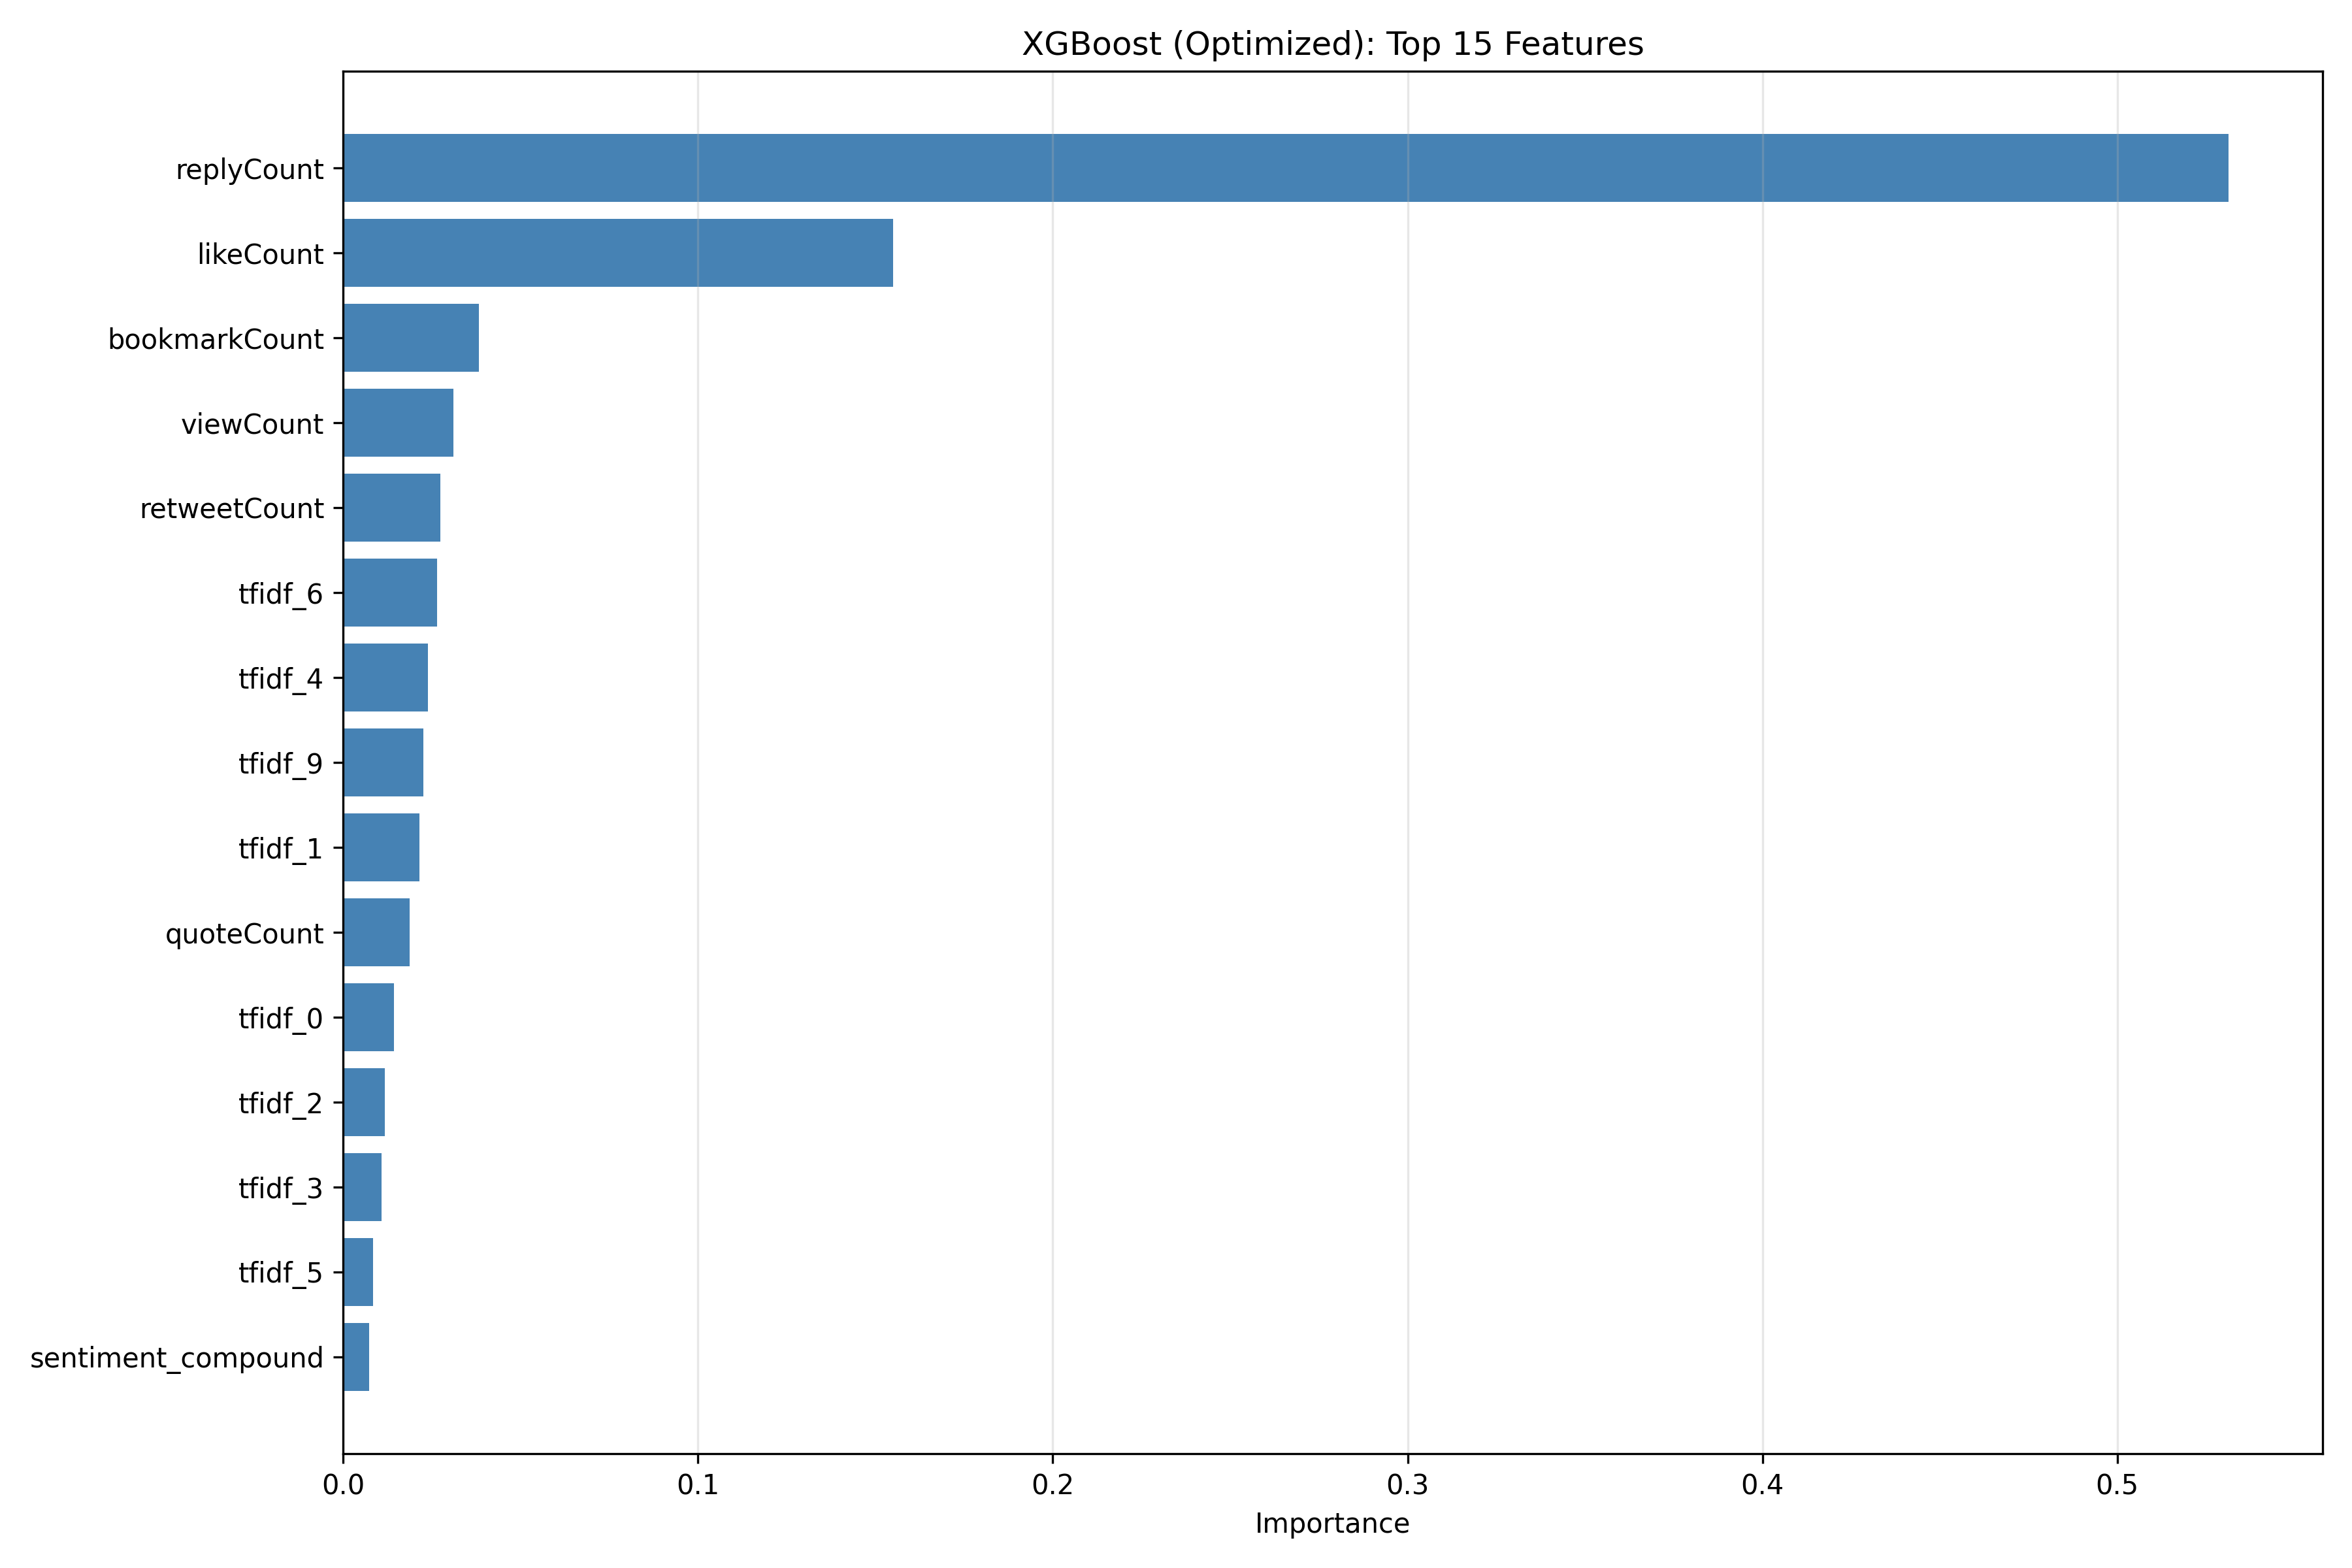 XGBoost (Optimized): Top 15 Features
replyCount
likeCount
bookmarkCount
viewCount
retweetCount
tfidf_6
tfidf_4
tfidf_9
tfidf_1
quoteCount
tfidf_0
tfidf_2
tfidf_3
tfidf_5
sentiment_compound
0.0 0.1 0.2 0.3 0.4 0.5
Importance